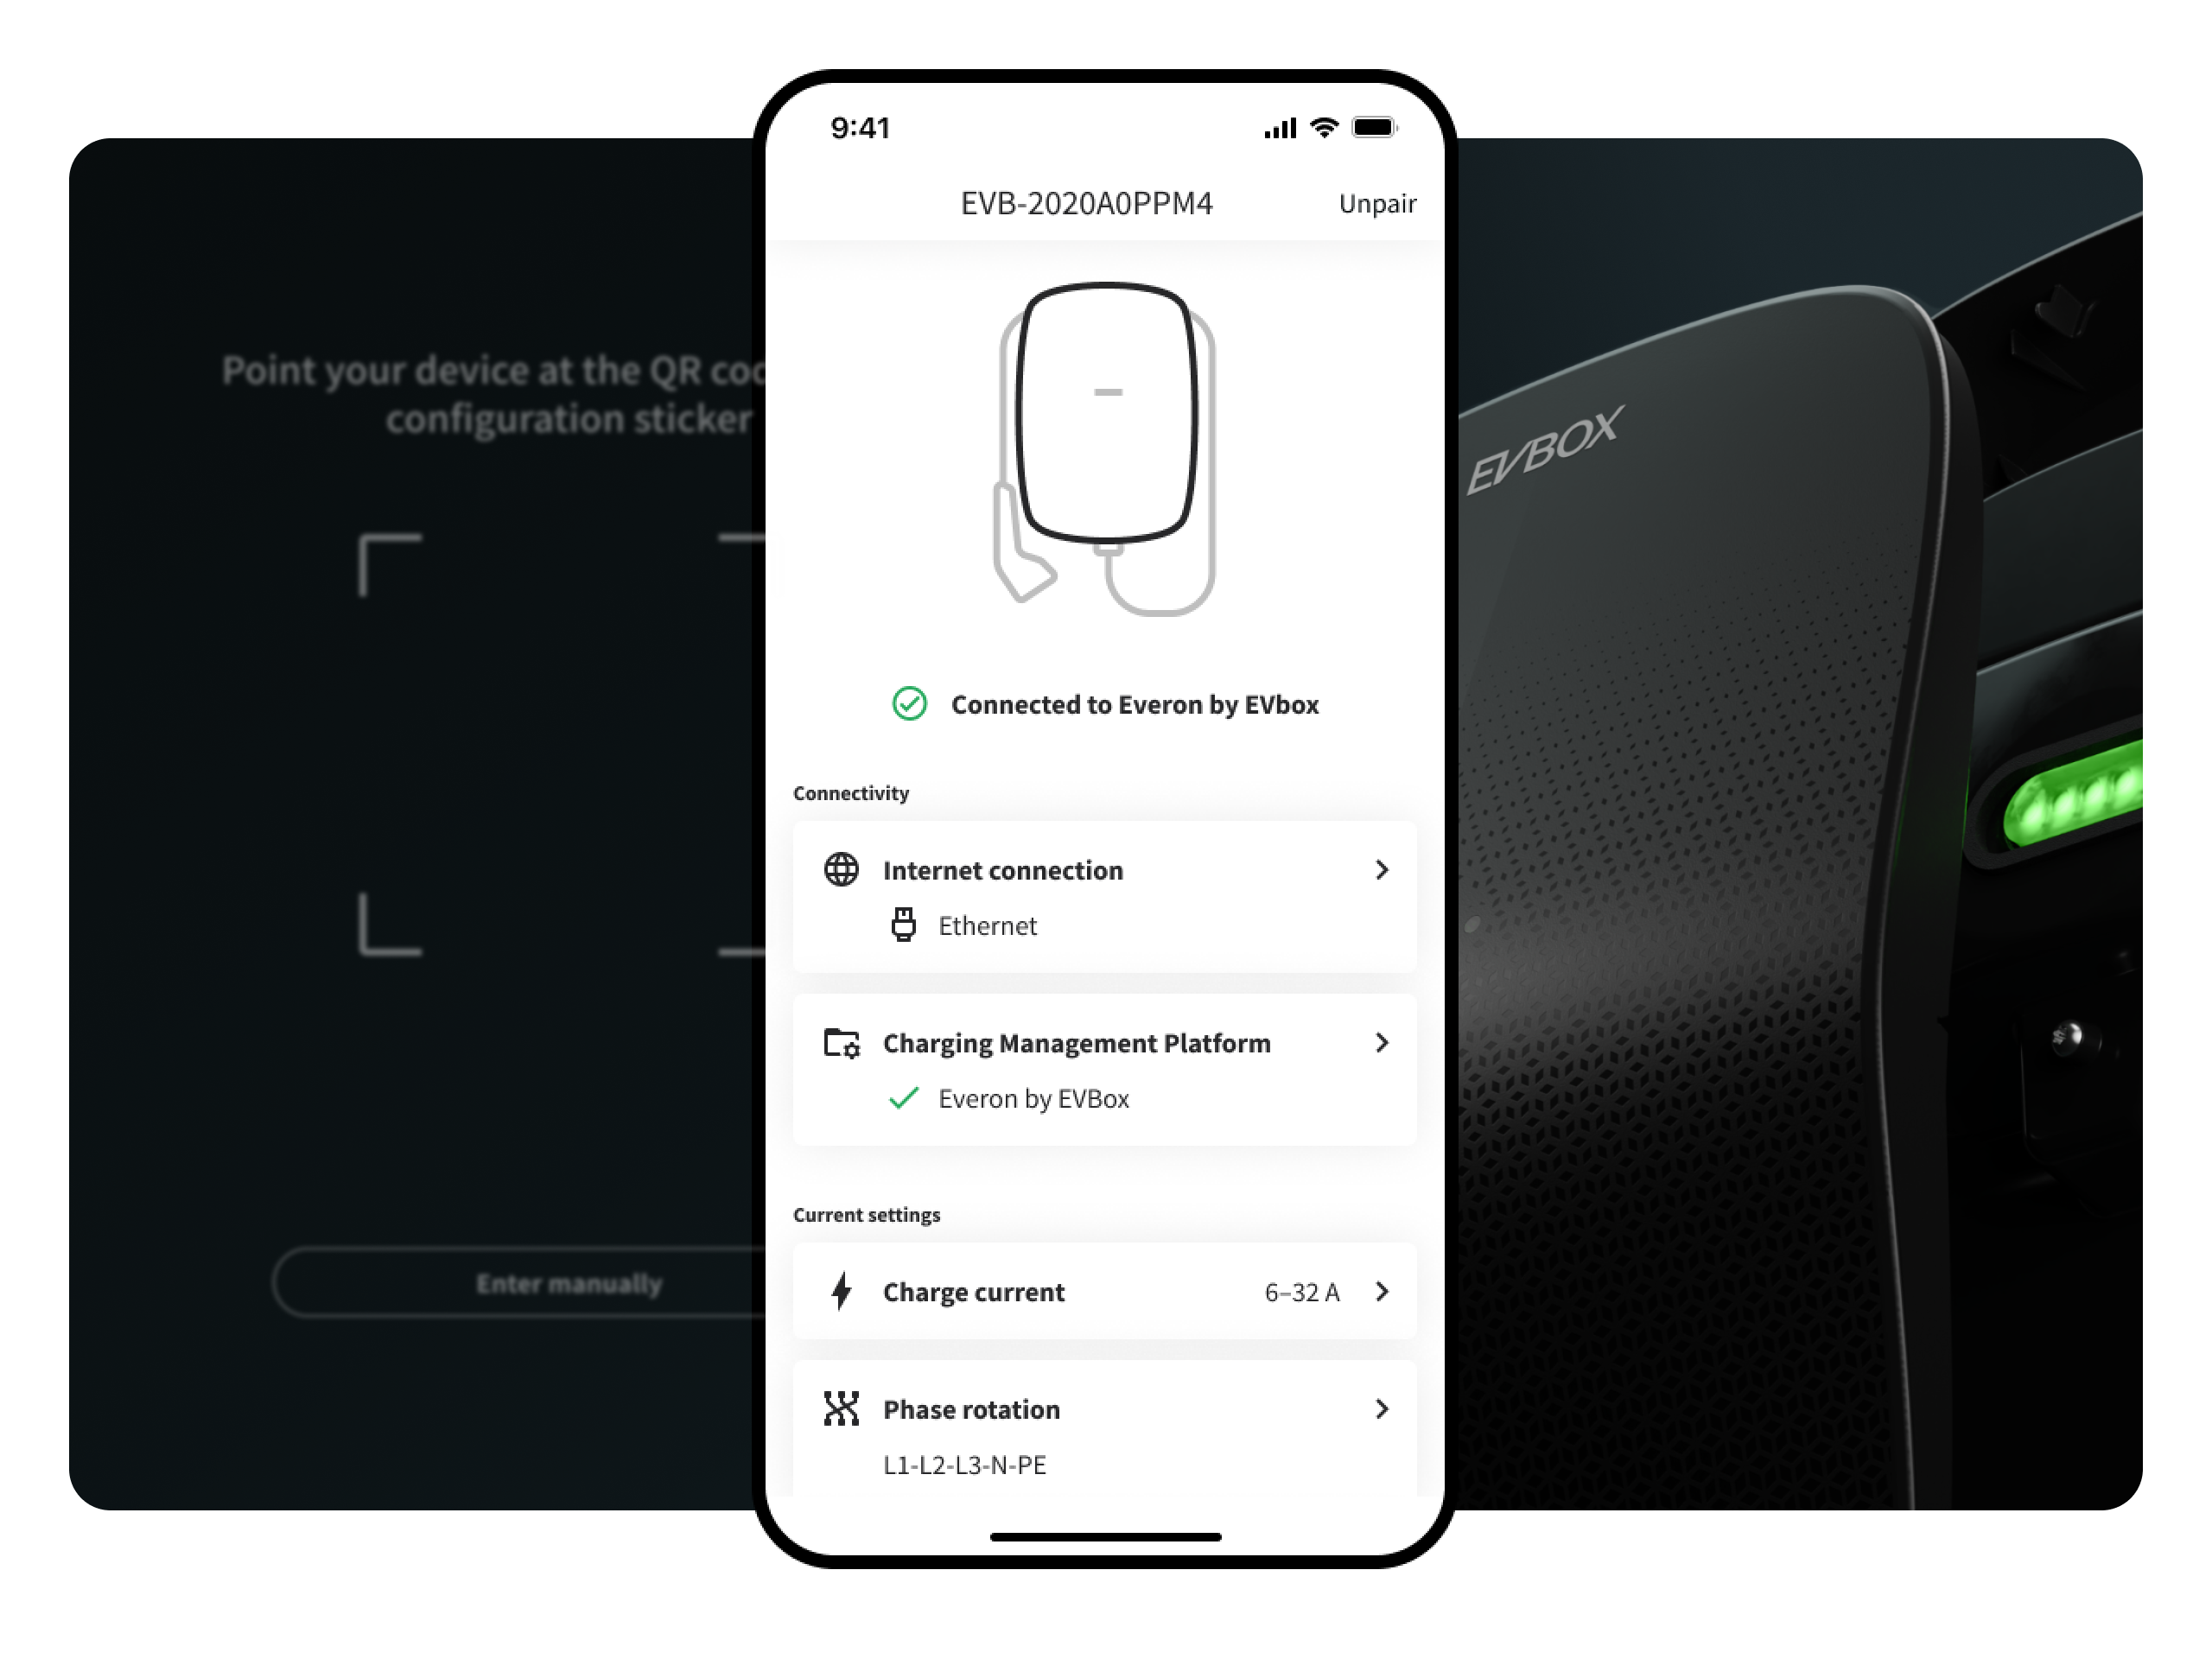 9:41
EVB-2020A0PPM4
Unpair
Point your device at the QR
configuration sticker
Enter manually
Connected to Everon by EVbox
Connectivity
Internet connection
Ethernet
Charging Management Platform
Everon by EVBox
Current settings
Charge current
6–32 A
Phase rotation
L1-L2-L3-N-PE
EVBOX